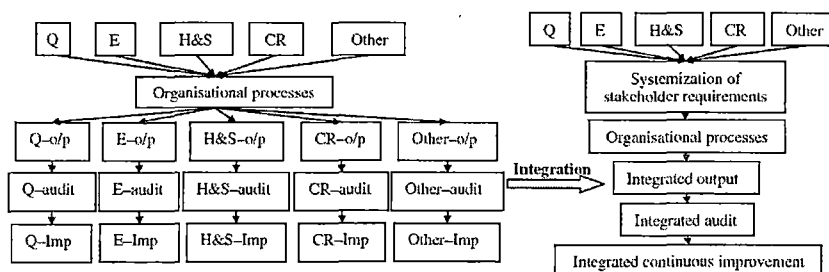 Q
E
H&S
CR
Other
Organisational processes
Q–o/p
E–o/p
H&S–o/p
CR–o/p
Other–o/p
Q–audit
E–audit
H&S–audit
CR–audit
Other–audit
Q–Imp
E–Imp
H&S–Imp
CR–Imp
Other–Imp
Integration
Q
E
H&S
CR
Other
Systemization of
stakeholder requirements
Organisational processes
Integrated output
Integrated audit
Integrated continuous improvement